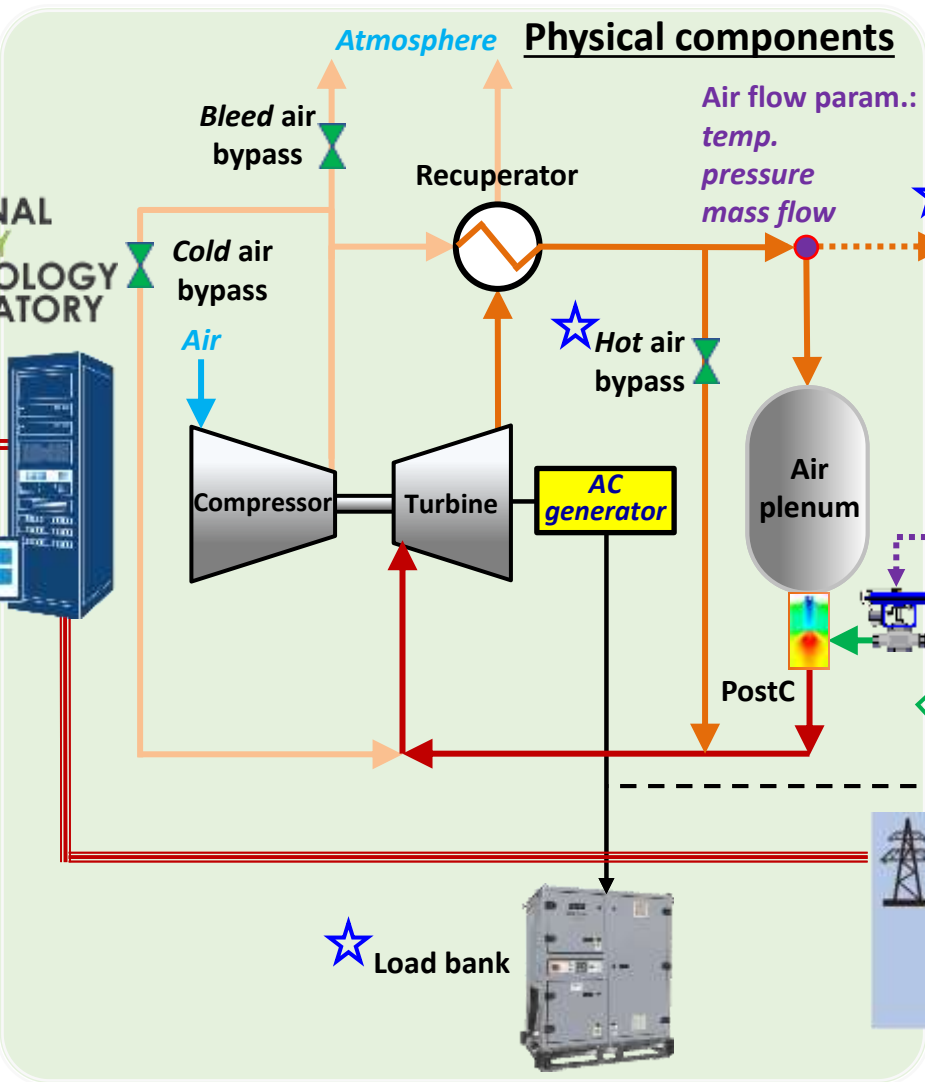 Physical components
Atmosphere
Bleed air
bypass
Air flow param.:
temp.
pressure
mass flow
Recuperator
NAL
Y
OLOGY
ATORY
Cold air
bypass
Air
Hot air
bypass
Compressor
Turbine
AC
generator
Air
plenum
PostC
Load bank